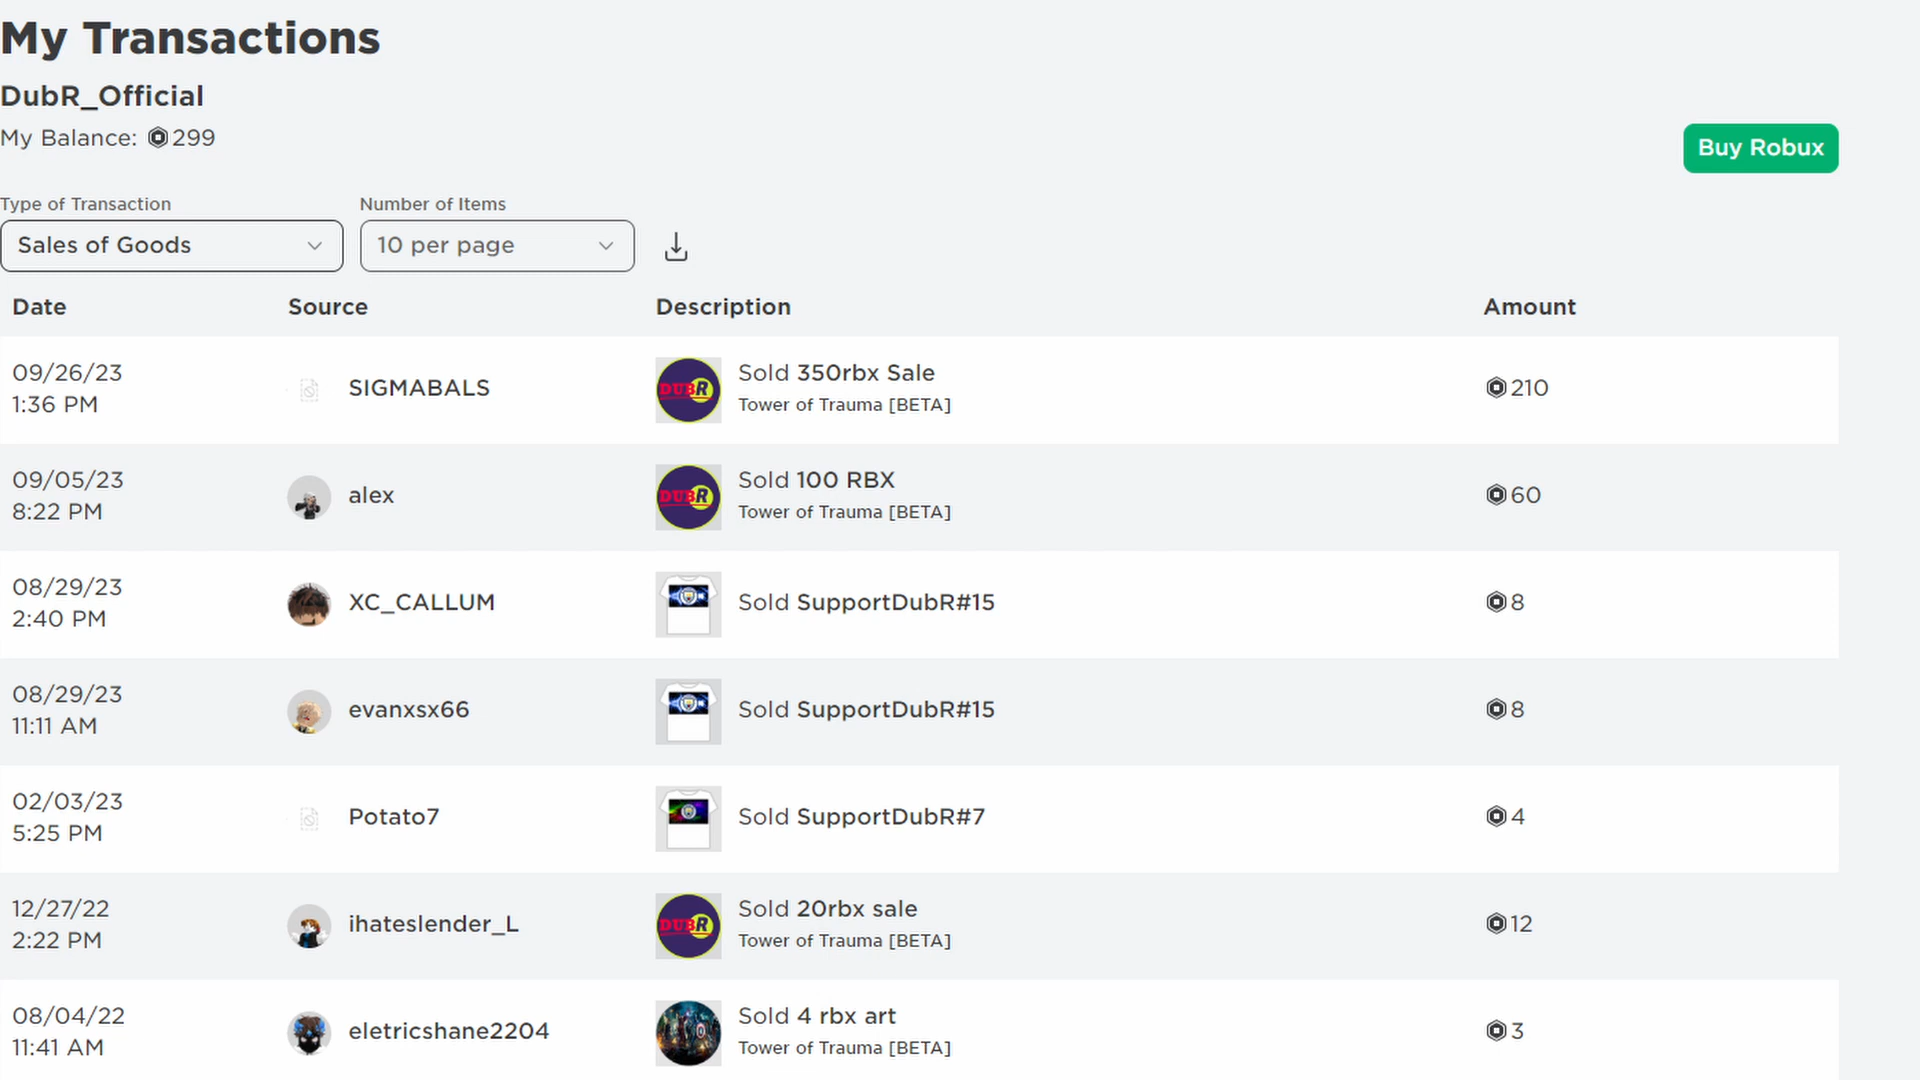 My Transactions
DubR_Official
My Balance: 299
Buy Robux
Type of Transaction
Number of Items
Sales of Goods
10 per page
Date Source Description Amount
09/26/23
1:36 PM
SIGMABALS
DUBR
Sold 350rbx Sale
Tower of Trauma [BETA]
210
09/05/23
8:22 PM
alex
DUBR
Sold 100 RBX
Tower of Trauma [BETA]
60
08/29/23
2:40 PM
XC_CALLUM
Sold SupportDubR#15
8
08/29/23
11:11 AM
evanxsx66
Sold SupportDubR#15
8
02/03/23
5:25 PM
Potato7
Sold SupportDubR#7
4
12/27/22
2:22 PM
ihateslender_L
DUBR
Sold 20rbx sale
Tower of Trauma [BETA]
12
08/04/22
11:41 AM
eletricshane2204
Sold 4 rbx art
Tower of Trauma [BETA]
3